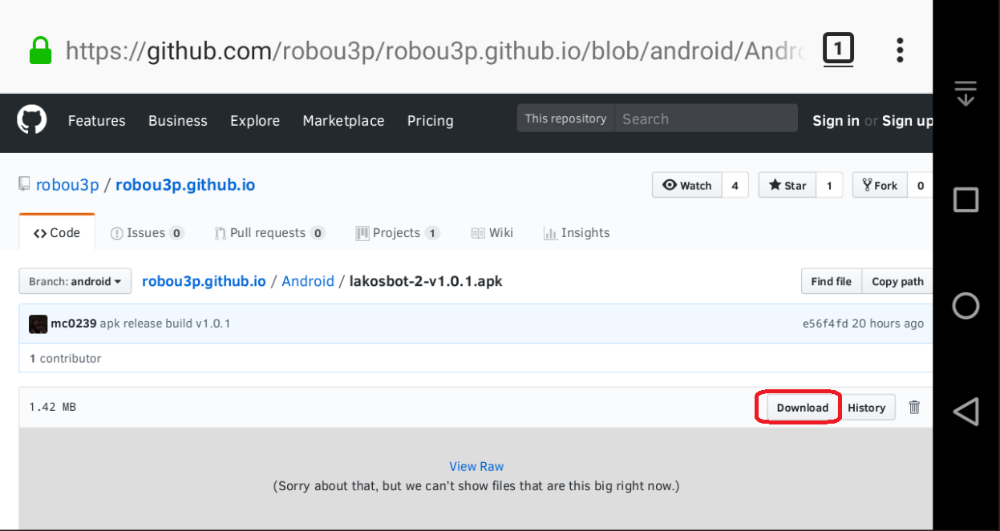 https://github.com/robou3p/robou3p.github.io/blob/android/Andro 1
Features Business Explore Marketplace Pricing This repository Search Sign in or Sign up
robou3p / robou3p.github.io Watch 4 Star 1 Fork 0
Code Issues 0 Pull requests 0 Projects 1 Wiki Insights
Branch: android robou3p.github.io / Android / lakosbot-2-v1.0.1.apk Find file Copy path
mc0239 apk release build v1.0.1 e56f4fd 20 hours ago
1 contributor
1.42 MB Download History
View Raw
(Sorry about that, but we can't show files that are this big right now.)